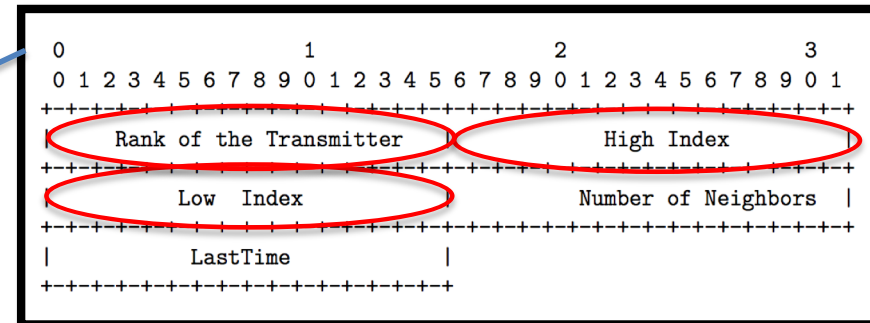 0 1 2 3
0 1 2 3 4 5 6 7 8 9 0 1 2 3 4 5 6 7 8 9 0 1 2 3 4 5 6 7 8 9 0 1
+-+-+-+-+-+-+-+-+-+-+-+-+-+-+-+-+-+-+-+-+-+-+-+-+-+-+-+-+-+-+-+-+
| Rank of the Transmitter | High Index |
+-+-+-+-+-+-+-+-+-+-+-+-+-+-+-+-+-+-+-+-+-+-+-+-+-+-+-+-+-+-+-+-+
| Low Index | Number of Neighbors |
+-+-+-+-+-+-+-+-+-+-+-+-+-+-+-+-+-+-+-+-+-+-+-+-+-+-+-+-+-+-+-+-+
| LastTime |
+-+-+-+-+-+-+-+-+-+-+-+-+-+-+-+-+